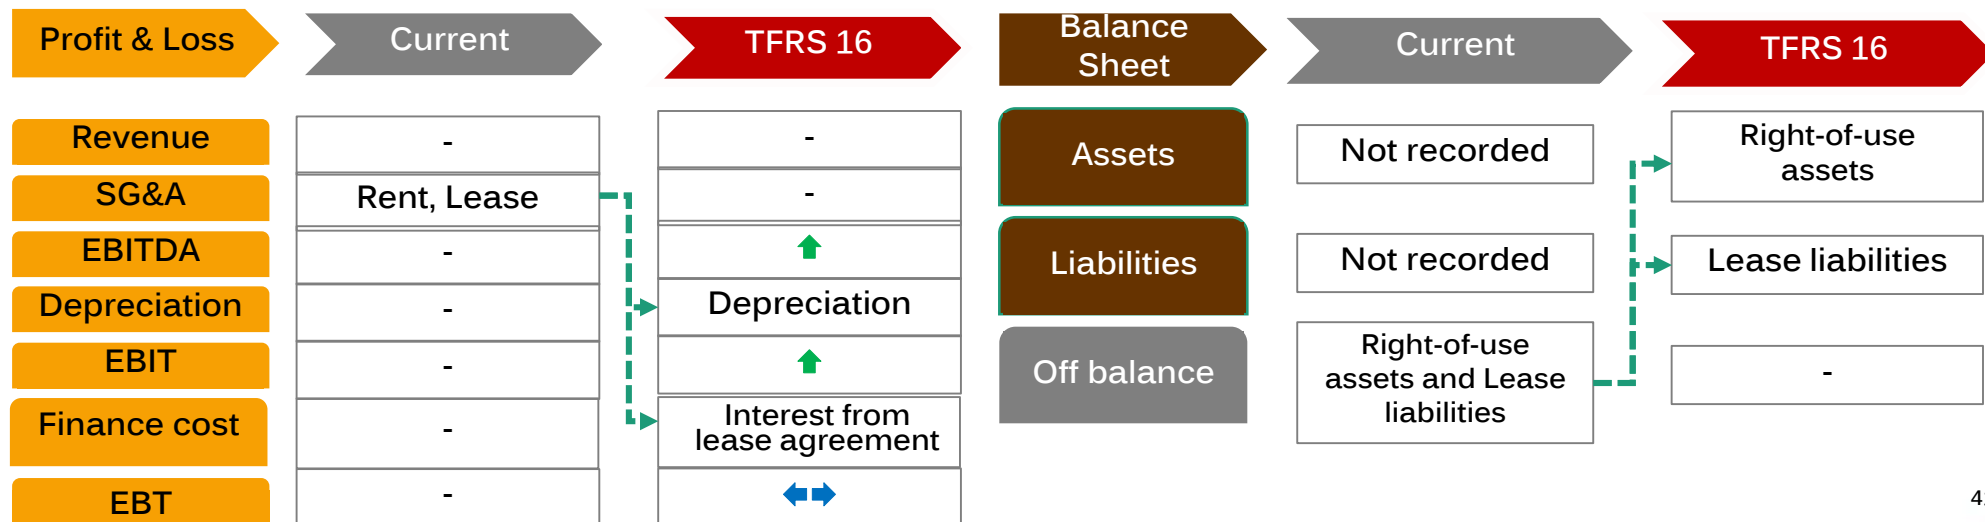 Profit & Loss
Current
TFRS 16
Revenue
-
-
SG&A
Rent, Lease
-
EBITDA
-
Depreciation
-
Depreciation
EBIT
-
Finance cost
-
Interest from
lease agreement
EBT
-
Balance
Sheet
Current
TFRS 16
Assets
Not recorded
Right-of-use
assets
Liabilities
Not recorded
Lease liabilities
Off balance
Right-of-use
assets and Lease
liabilities
-